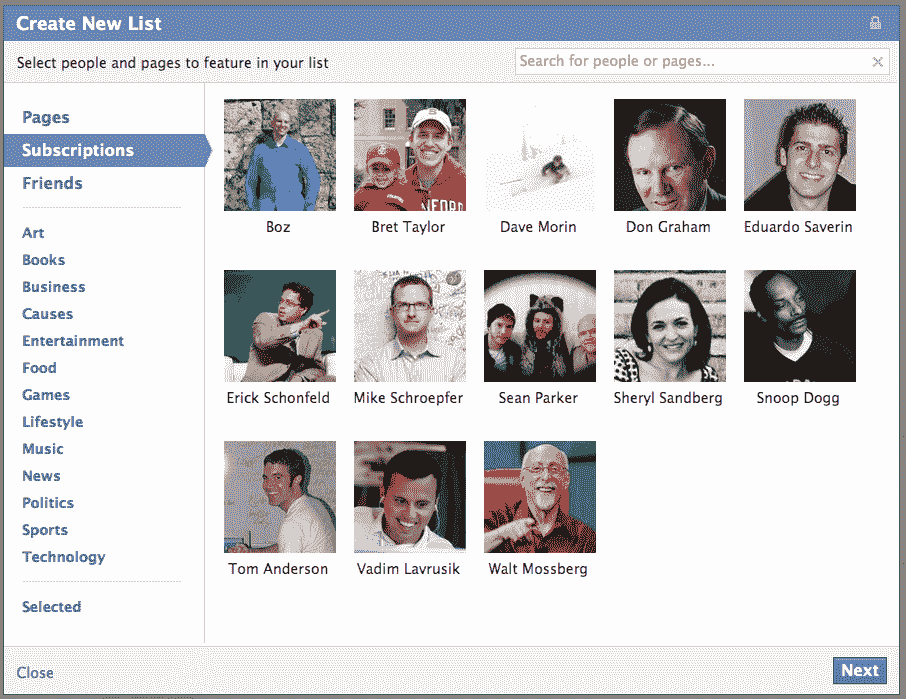 Create New List
Select people and pages to feature in your list
Search for people or pages...
Pages
Subscriptions
Friends
Art
Books
Business
Causes
Entertainment
Food
Games
Lifestyle
Music
News
Politics
Sports
Technology
Selected
Boz
Bret Taylor
Dave Morin
Don Graham
Eduardo Saverin
Erick Schonfeld
Mike Schroepfer
Sean Parker
Sheryl Sandberg
Snoop Dogg
Tom Anderson
Vadim Lavrusik
Walt Mossberg
Close
Next